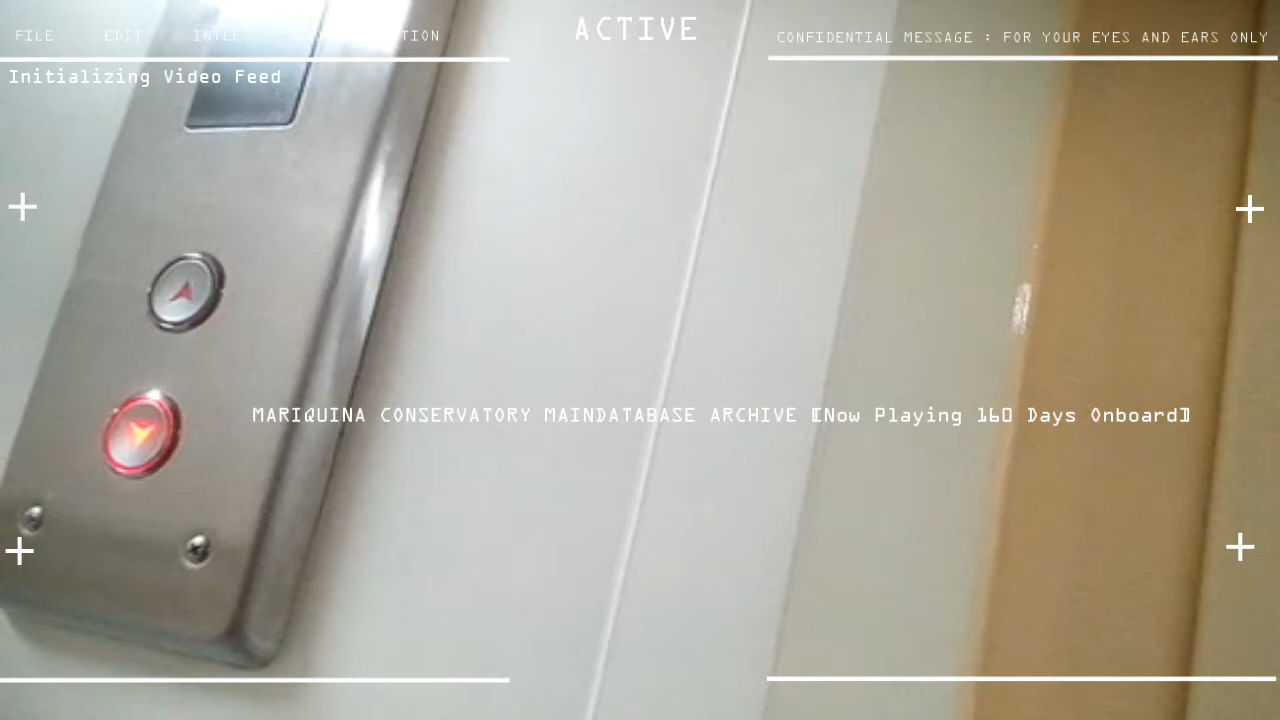 FILE EDIT TION
ACTIVE
CONFIDENTIAL MESSAGE : FOR YOUR EYES AND EARS ONLY
Initializing Video Feed
MARIQUINA CONSERVATORY MAINDATABASE ARCHIVE [Now Playing 160 Days Onboard]